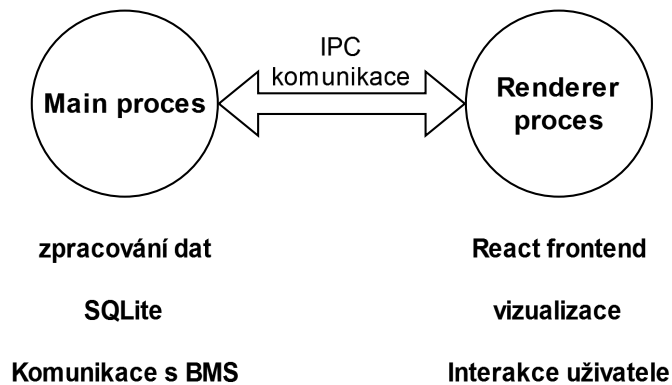 IPC
komunikace
Main proces
Renderer
proces
zpracování dat
React frontend
SQLite
vizualizace
Komunikace s BMS
Interakce uživatele